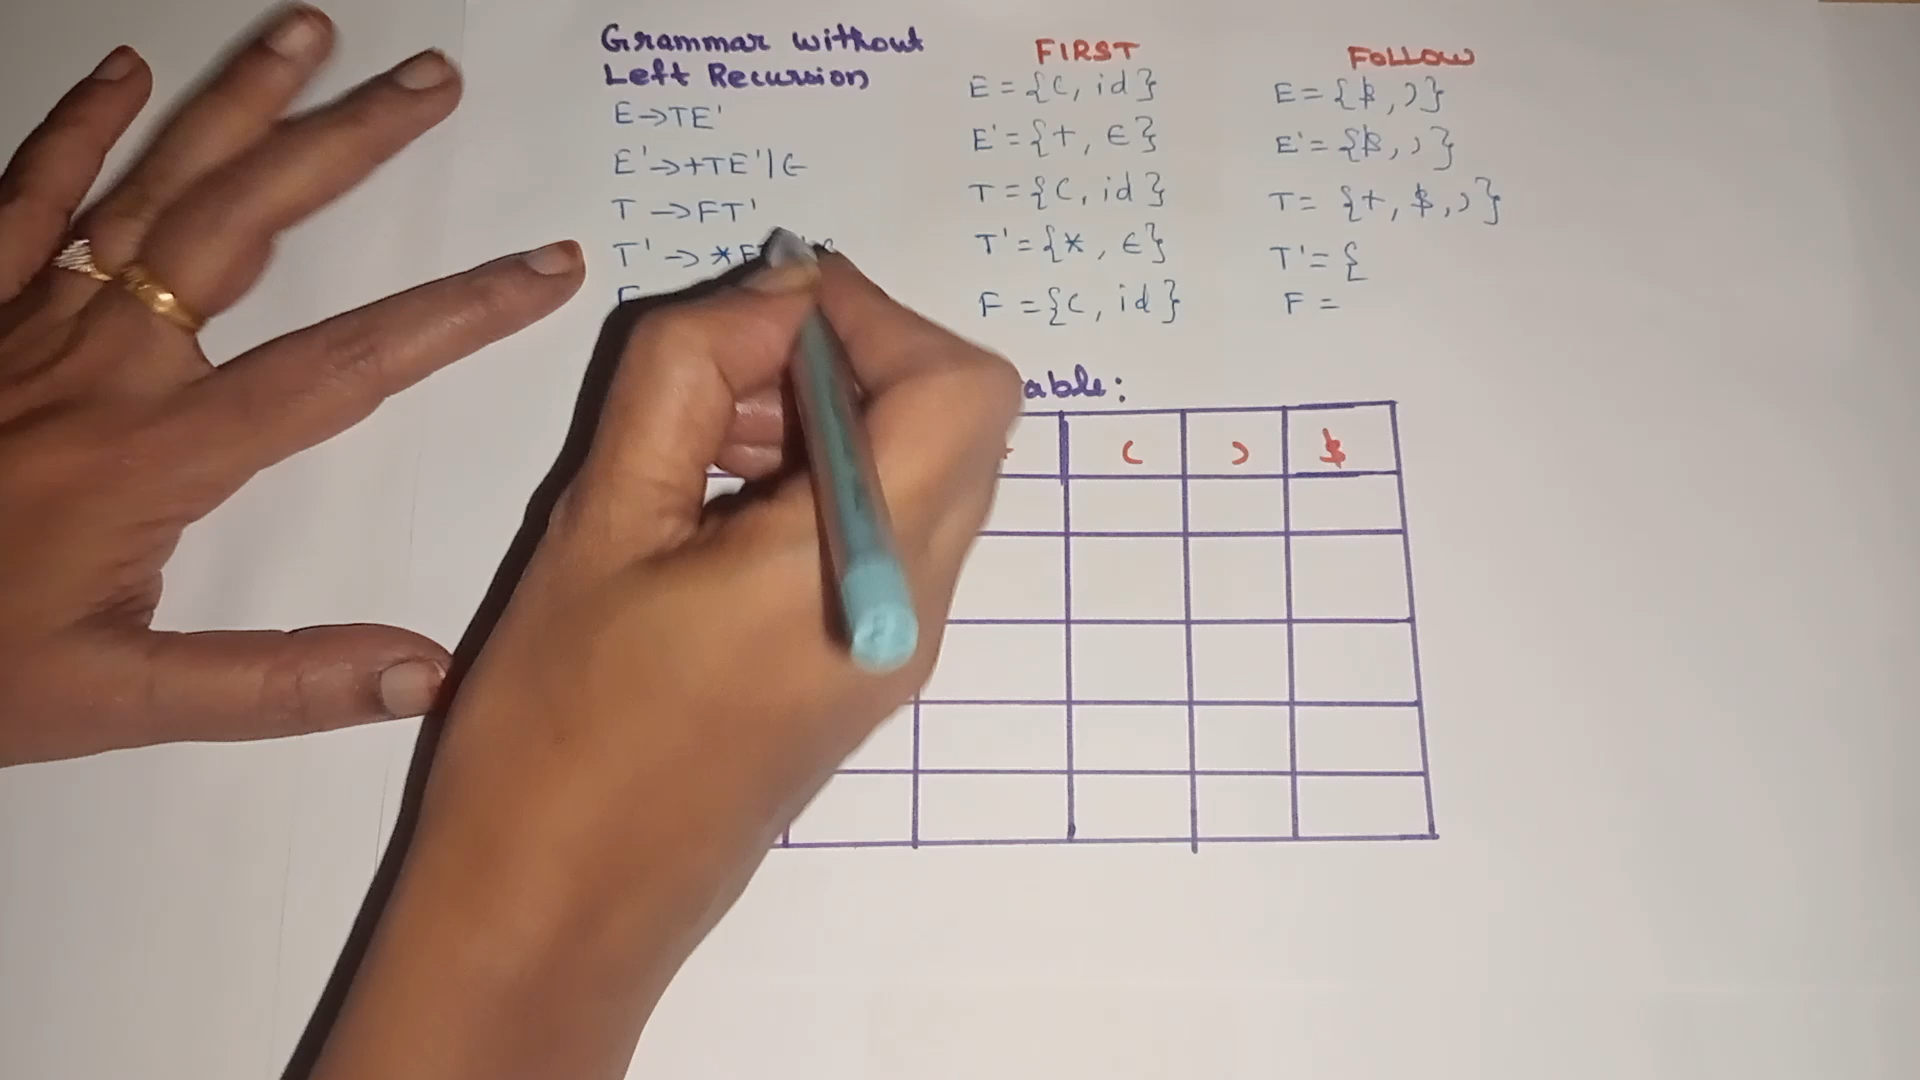 Grammar without
Left Recursion
E→TE'
E'→+TE'|ϵ
T→FT'
T'→*F
F
FIRST
E={(, id}
E'={+, ϵ}
T={(, id}
T'={*, ϵ}
F={(, id}
FOLLOW
E={$, )}
E'={$, )}
T={+, $, )}
T'={
F=
able:
( ) $